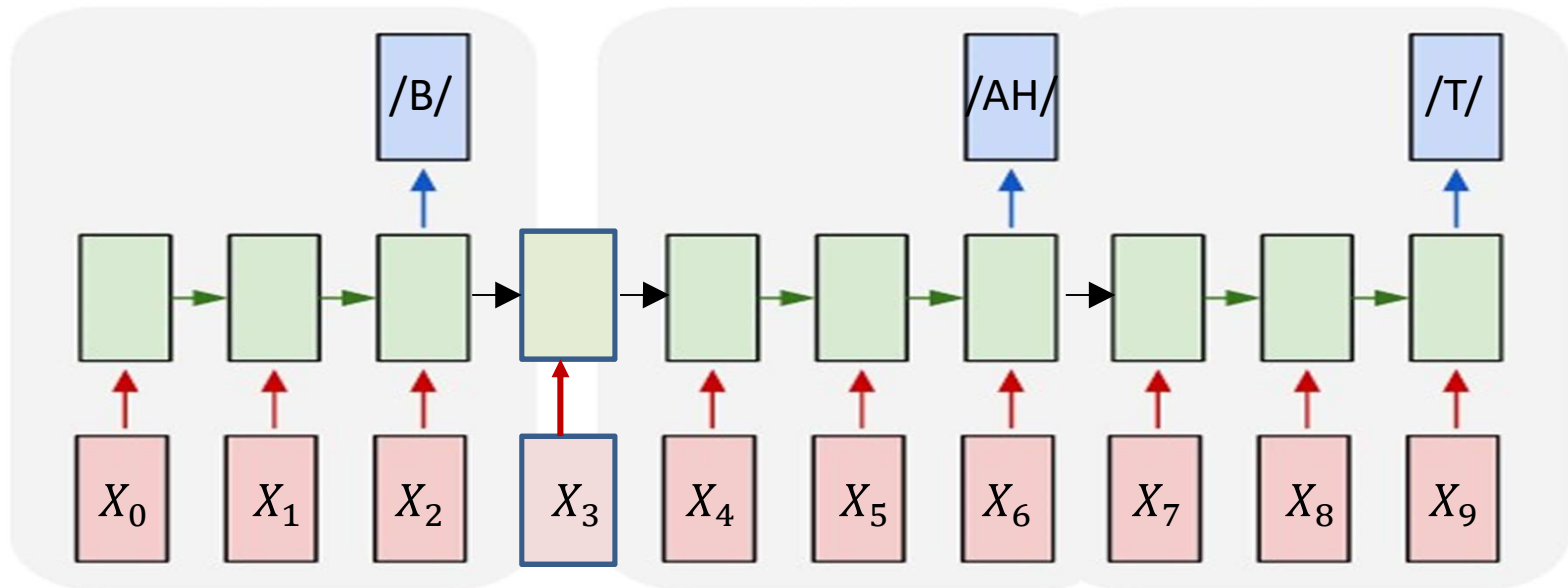 /B/ /AH/ /T/
X₀ X₁ X₂ X₃ X₄ X₅ X₆ X₇ X₈ X₉